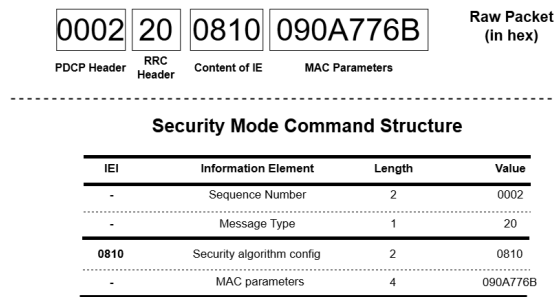 0002 20 0810 090A776B
Raw Packet
(in hex)
PDCP Header
RRC
Header
Content of IE
MAC Parameters
Security Mode Command Structure
IEI Information Element Length Value
- Sequence Number 2 0002
- Message Type 1 20
0810 Security algorithm config 2 0810
- MAC parameters 4 090A776B